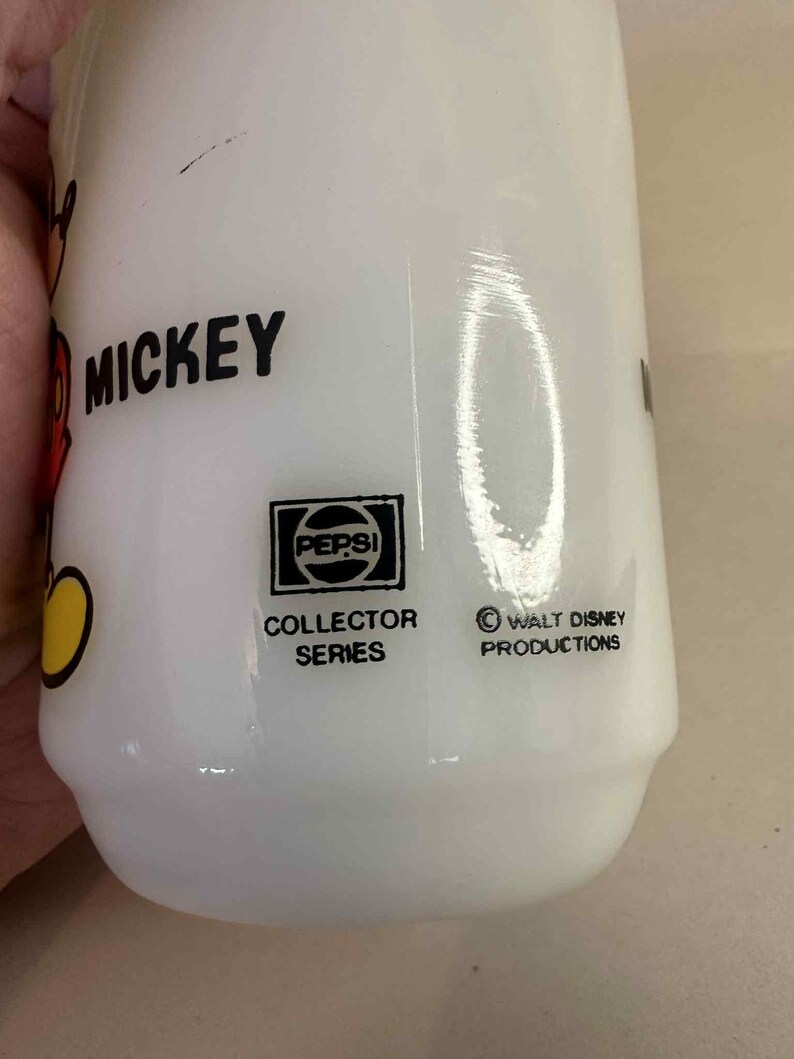 MICKEY
PEPSI
COLLECTOR
SERIES
© WALT DISNEY
PRODUCTIONS